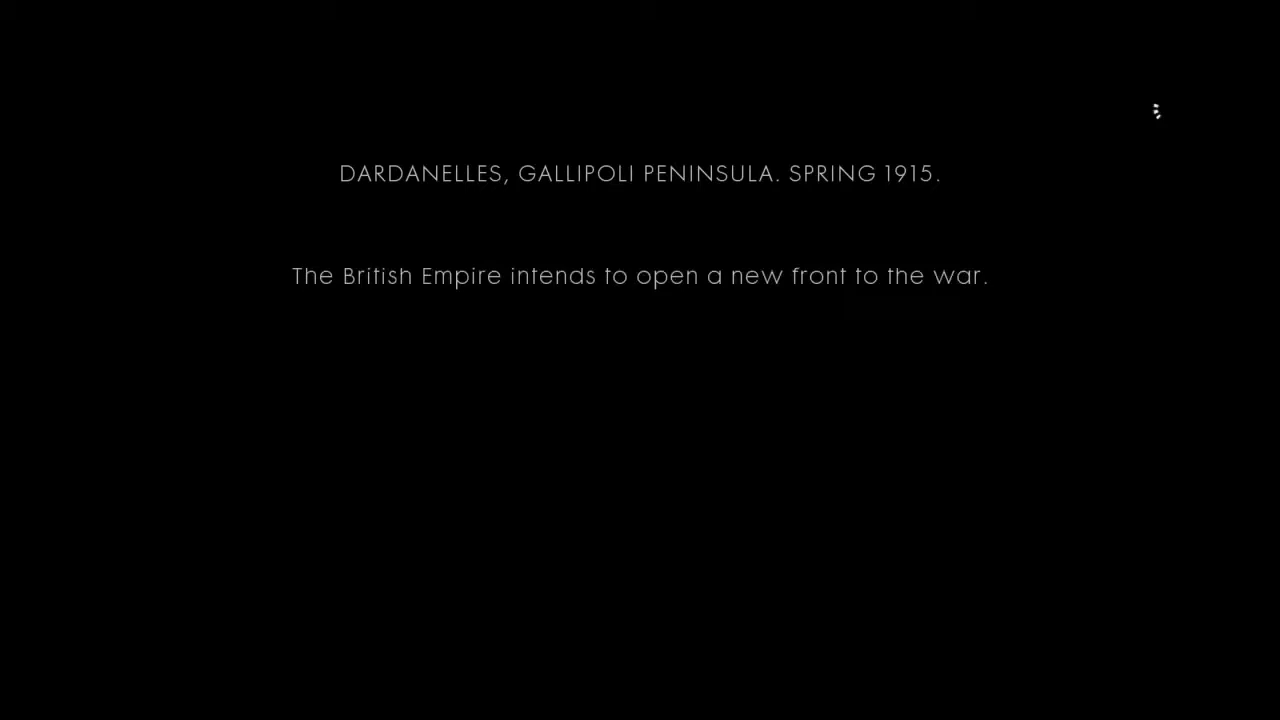 DARDANELLES, GALLIPOLI PENINSULA. SPRING 1915.
The British Empire intends to open a new front to the war.